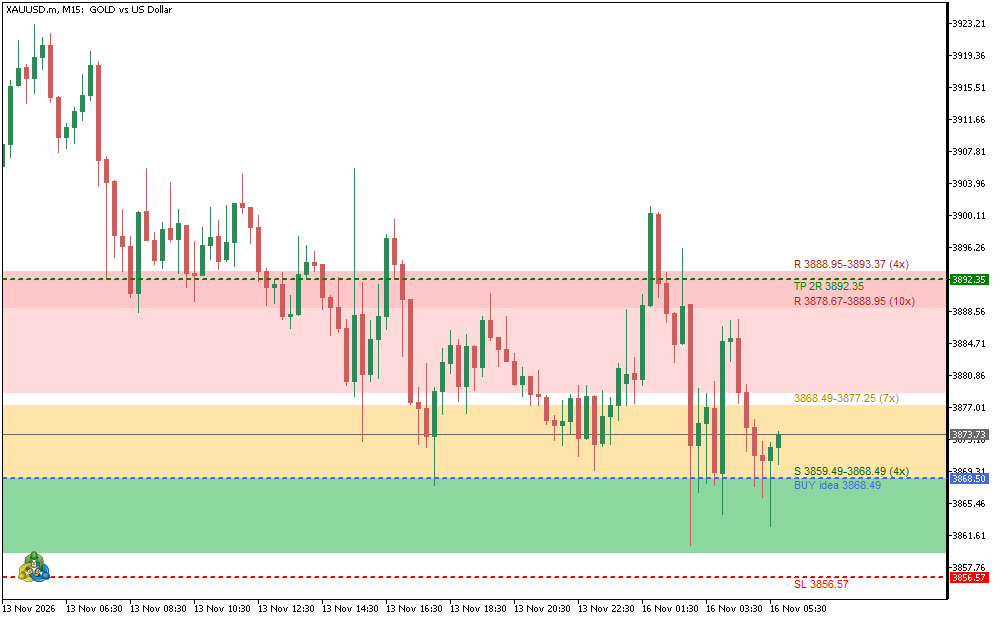 XAUUSD.m, M15: GOLD vs US Dollar
3923.21
3919.36
3915.51
3911.66
3907.81
3903.96
3900.11
3896.26
R 3888.95-3893.37 (4x)
3892.35
TP 2R 3892.35
R 3878.67-3888.95 (10x)
3888.56
3884.71
3880.86
3868.49-3877.25 (7x)
3877.01
3873.73
S 3859.49-3868.49 (4x)
3869.31
3868.50
BUY idea 3868.49
3865.46
3861.61
3857.76
3856.57
SL 3856.57
13 Nov 2026
13 Nov 06:30
13 Nov 08:30
13 Nov 10:30
13 Nov 12:30
13 Nov 14:30
13 Nov 16:30
13 Nov 18:30
13 Nov 20:30
13 Nov 22:30
16 Nov 01:30
16 Nov 03:30
16 Nov 05:30